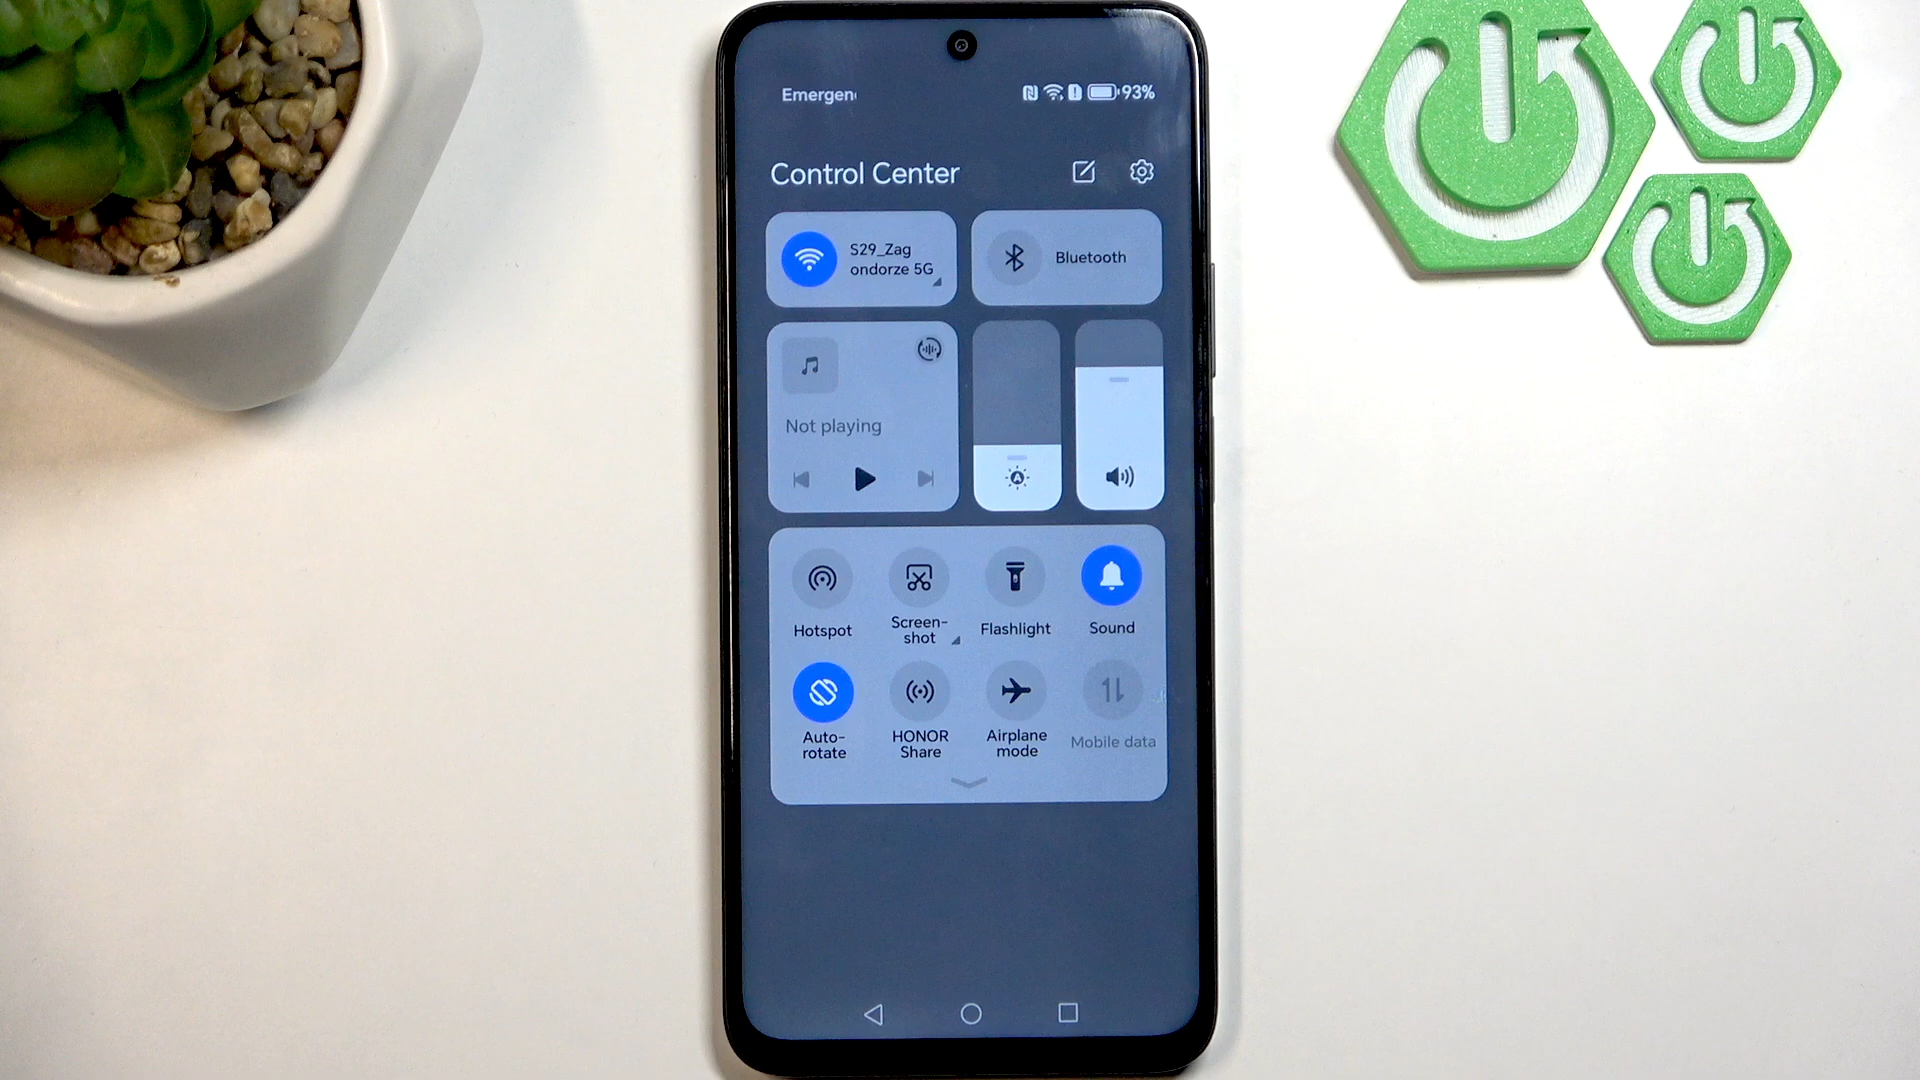 Emergen
93%
Control Center
S29_Zag
ondorze 5G
Bluetooth
Not playing
Hotspot
Screen-
shot
Flashlight
Sound
Auto-
rotate
HONOR
Share
Airplane
mode
Mobile data